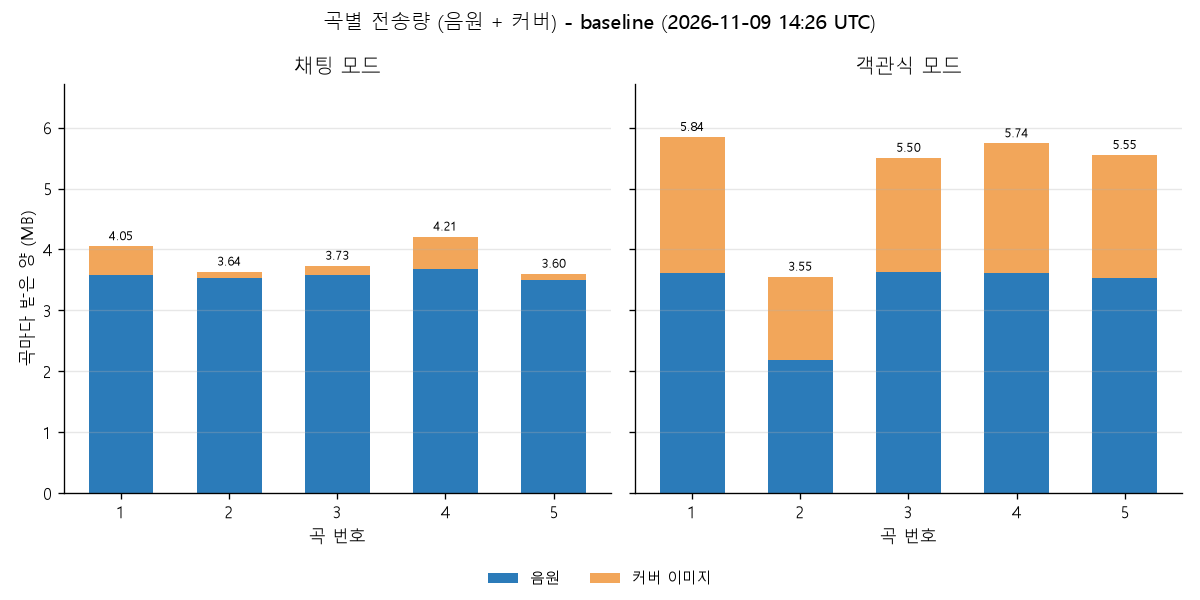 곡별 전송량 (음원 + 커버) - baseline (2026-11-09 14:26 UTC)
채팅 모드
객관식 모드
곡마다 받은 양 (MB)
6
5
4
3
2
1
0
4.05
3.64
3.73
4.21
3.60
5.84
3.55
5.50
5.74
5.55
1 2 3 4 5
1 2 3 4 5
곡 번호
곡 번호
음원 커버 이미지